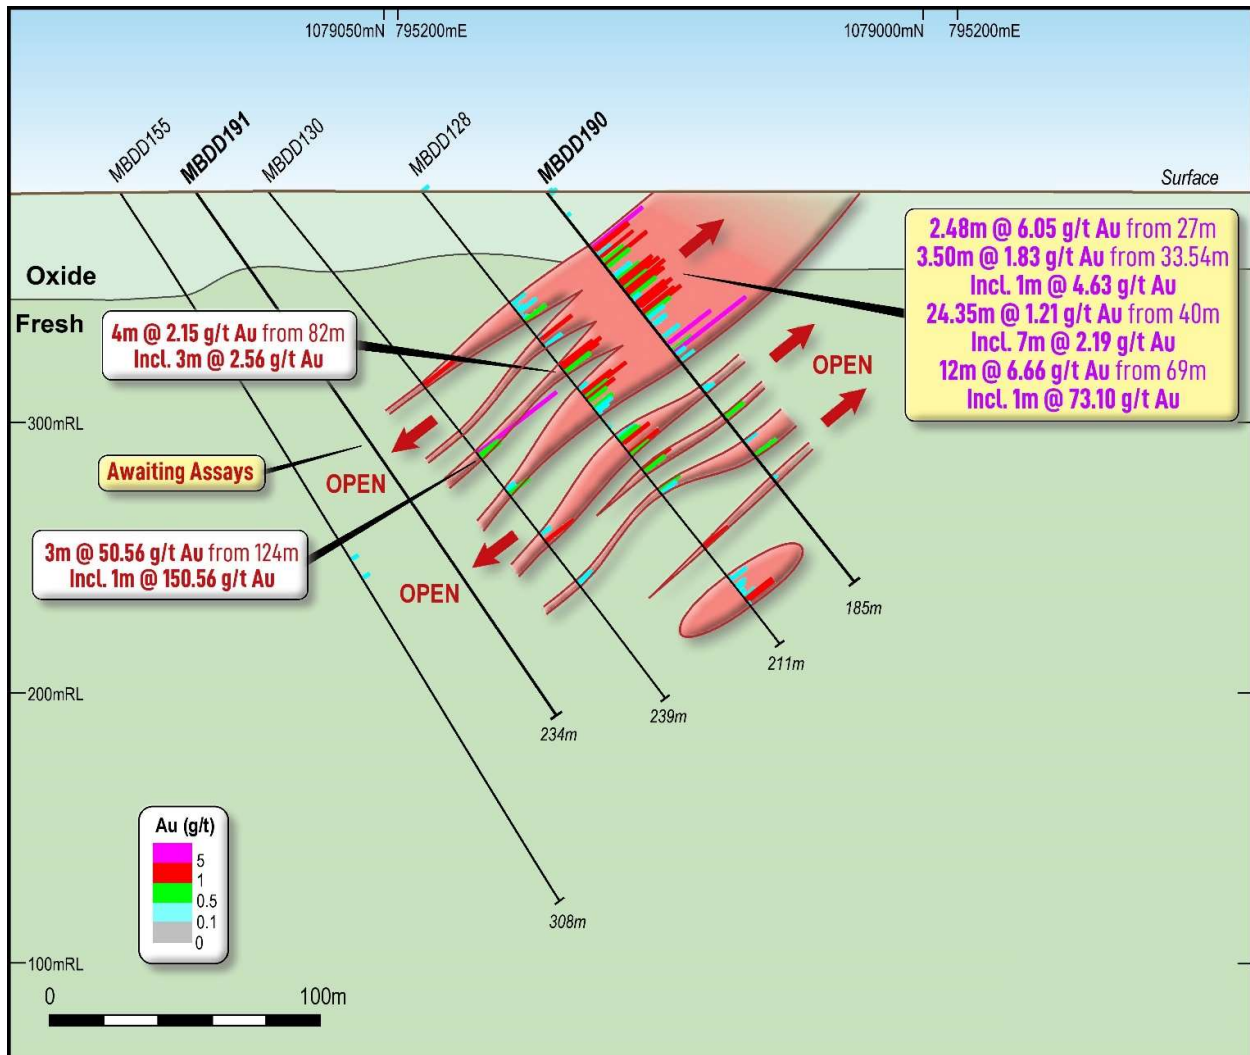 1079050mN 795200mE
1079000mN 795200mE
MBDD155
MBDD191
MBDD130
MBDD128
MBDD190
Surface
2.48m @ 6.05 g/t Au from 27m
3.50m @ 1.83 g/t Au from 33.54m
Incl. 1m @ 4.63 g/t Au
24.35m @ 1.21 g/t Au from 40m
Incl. 7m @ 2.19 g/t Au
12m @ 6.66 g/t Au from 69m
Incl. 1m @ 73.10 g/t Au
Oxide
Fresh
4m @ 2.15 g/t Au from 82m
Incl. 3m @ 2.56 g/t Au
OPEN
300mRL
Awaiting Assays
OPEN
3m @ 50.56 g/t Au from 124m
Incl. 1m @ 150.56 g/t Au
OPEN
185m
211m
200mRL
239m
234m
Au (g/t)
5
1
0.5
0.1
0
308m
100mRL
0 100m